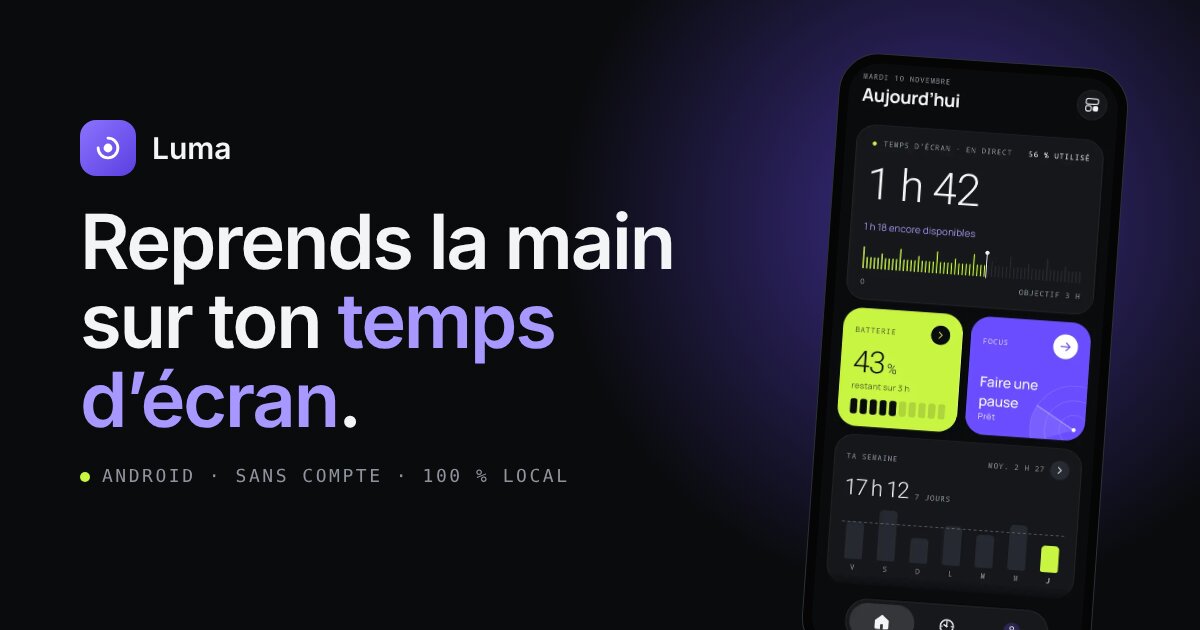 Luma
Reprends la main
sur ton temps
d’écran.
ANDROID · SANS COMPTE · 100 % LOCAL
MARDI 10 NOVEMBRE
Aujourd’hui
TEMPS D’ÉCRAN · EN DIRECT 56 % UTILISÉ
1 h 42
1 h 18 encore disponibles
0 OBJECTIF 3 H
BATTERIE
43 %
restant sur 3 h
FOCUS
Faire une
pause
Prêt
TA SEMAINE MOY. 2 H 27
17 h 12 7 JOURS
V S D L M M J